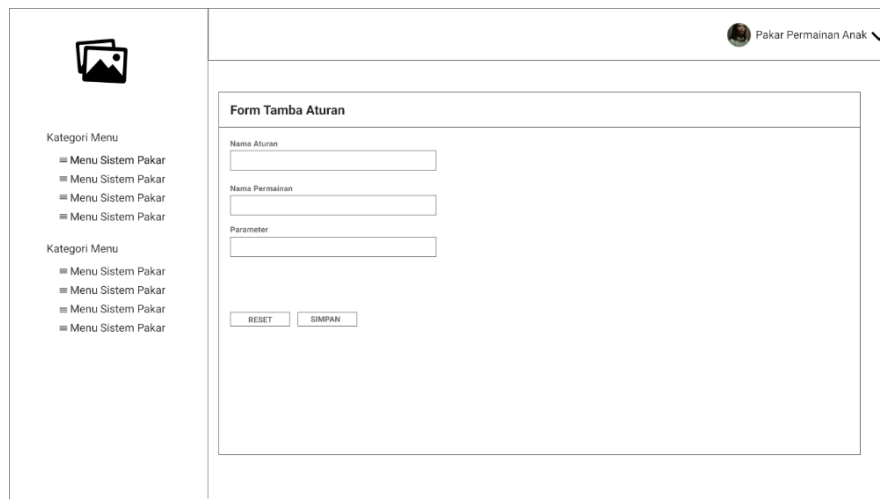 Pakar Permainan Anak
Kategori Menu
Menu Sistem Pakar
Menu Sistem Pakar
Menu Sistem Pakar
Menu Sistem Pakar
Kategori Menu
Menu Sistem Pakar
Menu Sistem Pakar
Menu Sistem Pakar
Menu Sistem Pakar
Form Tamba Aturan
Nama Aturan
Nama Permainan
Parameter
RESET SIMPAN